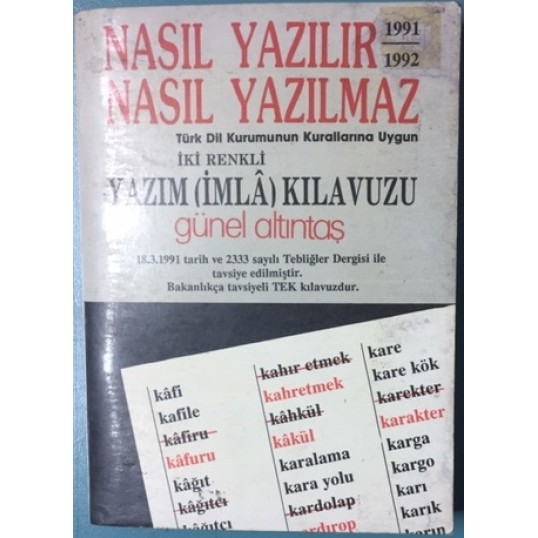 NASIL YAZILIR
1991
1992
NASIL YAZILMAZ
Türk Dil Kurumunun Kurallarına Uygun
İKİ RENKLİ
YAZIM (İMLÂ) KILAVUZU
günel altıntaş
18.3.1991 tarih ve 2333 sayılı Tebliğler Dergisi ile
tavsiye edilmiştir.
Bakanlıkça tavsiyeli TEK kılavuzdur.
kâfi
kafile
kâfiru
kâfuru
kâğıt
kâğıtçı
kâğıtçı
kahır etmek
kahretmek
kâhkül
kâkül
karalama
kara yolu
kardolap
kare
kare kök
karekter
karakter
karga
kargo
karı
karık